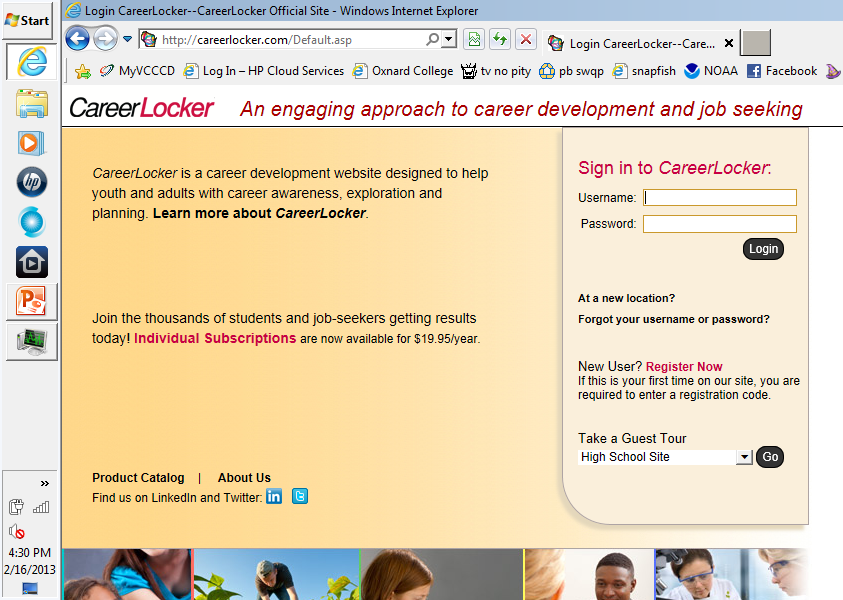 Start
Login CareerLocker--CareerLocker Official Site - Windows Internet Explorer
http://careerlocker.com/Default.asp
Login CareerLocker--Care...
MyVCCCD Log In – HP Cloud Services Oxnard College tv no pity pb swqp snapfish NOAA Facebook
CareerLocker An engaging approach to career development and job seeking
CareerLocker is a career development website designed to help
youth and adults with career awareness, exploration and
planning. Learn more about CareerLocker.
Join the thousands of students and job-seekers getting results
today! Individual Subscriptions are now available for $19.95/year.
Product Catalog | About Us
Find us on LinkedIn and Twitter: in t
Sign in to CareerLocker:
Username:
Password:
Login
At a new location?
Forgot your username or password?
New User? Register Now
If this is your first time on our site, you are
required to enter a registration code.
Take a Guest Tour
High School Site Go
hp
P
»
4:30 PM
2/16/2013